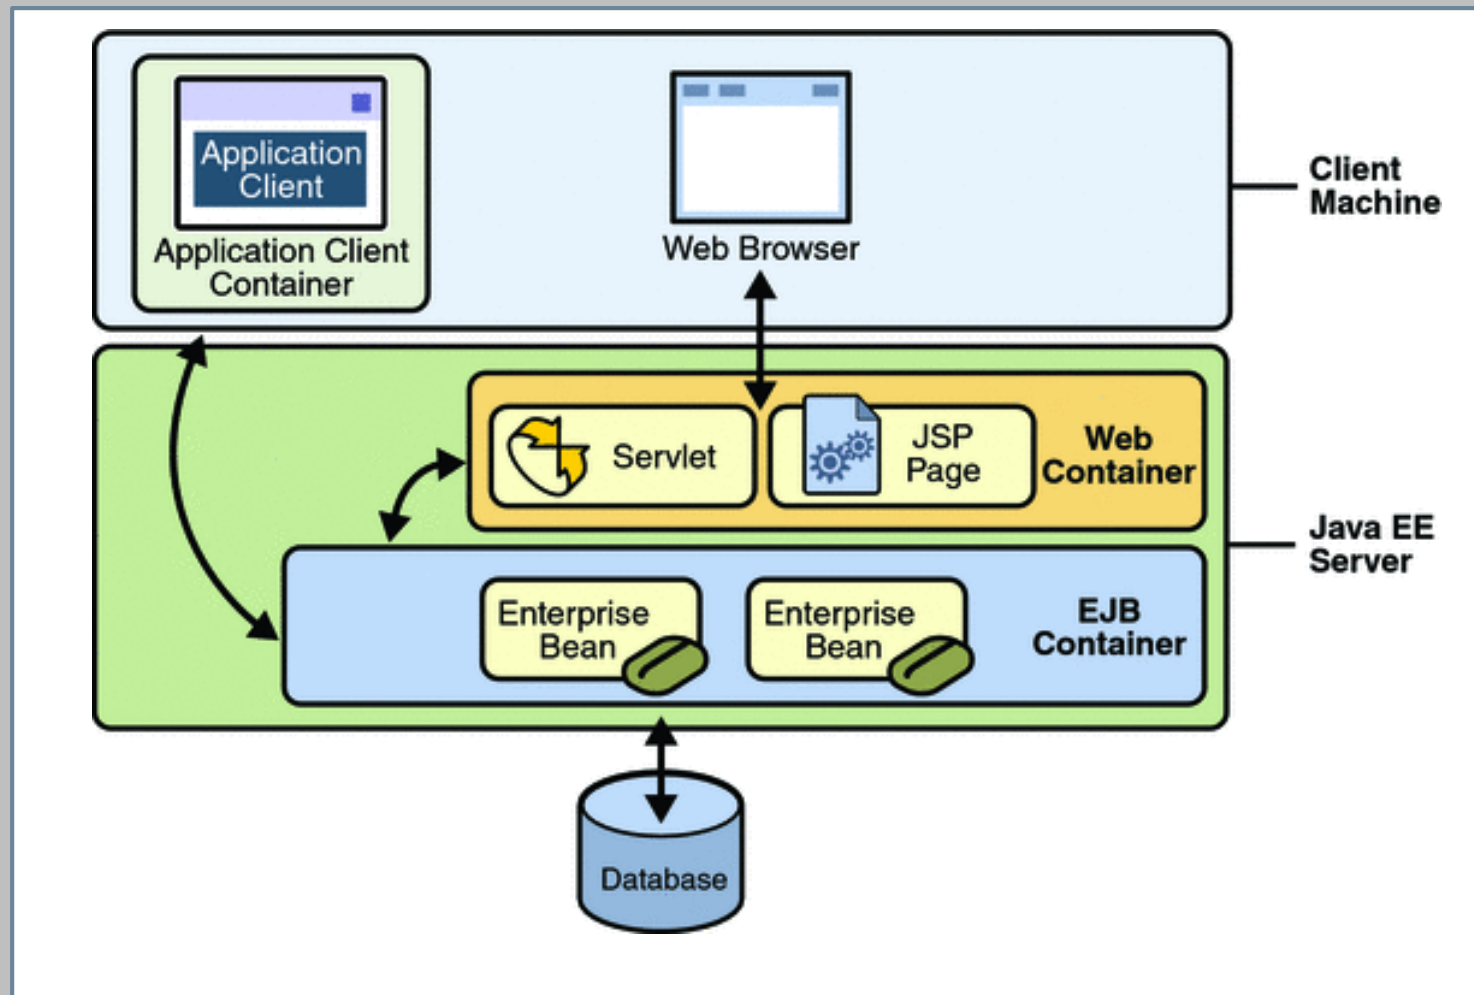 Application
Client
Application Client
Container
Web Browser
Client
Machine
Servlet
JSP
Page
Web
Container
Java EE
Server
Enterprise
Bean
Enterprise
Bean
EJB
Container
Database